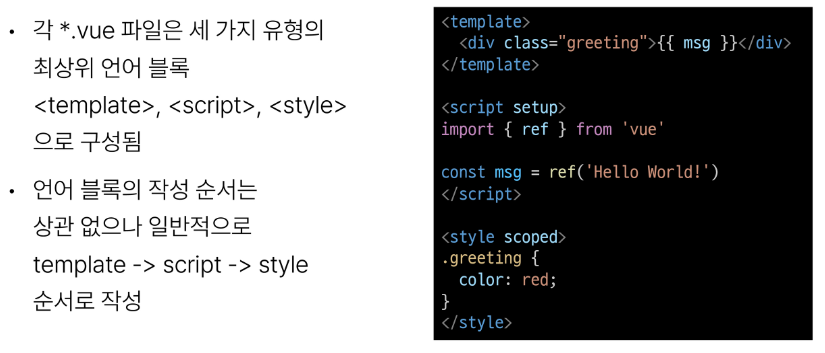 • 각 *.vue 파일은 세 가지 유형의
최상위 언어 블록
<template>, <script>, <style>
으로 구성됨
• 언어 블록의 작성 순서는
상관 없으나 일반적으로
template -> script -> style
순서로 작성
<template>
  <div class="greeting">{{ msg }}</div>
</template>

<script setup>
import { ref } from 'vue'

const msg = ref('Hello World!')
</script>

<style scoped>
.greeting {
  color: red;
}
</style>